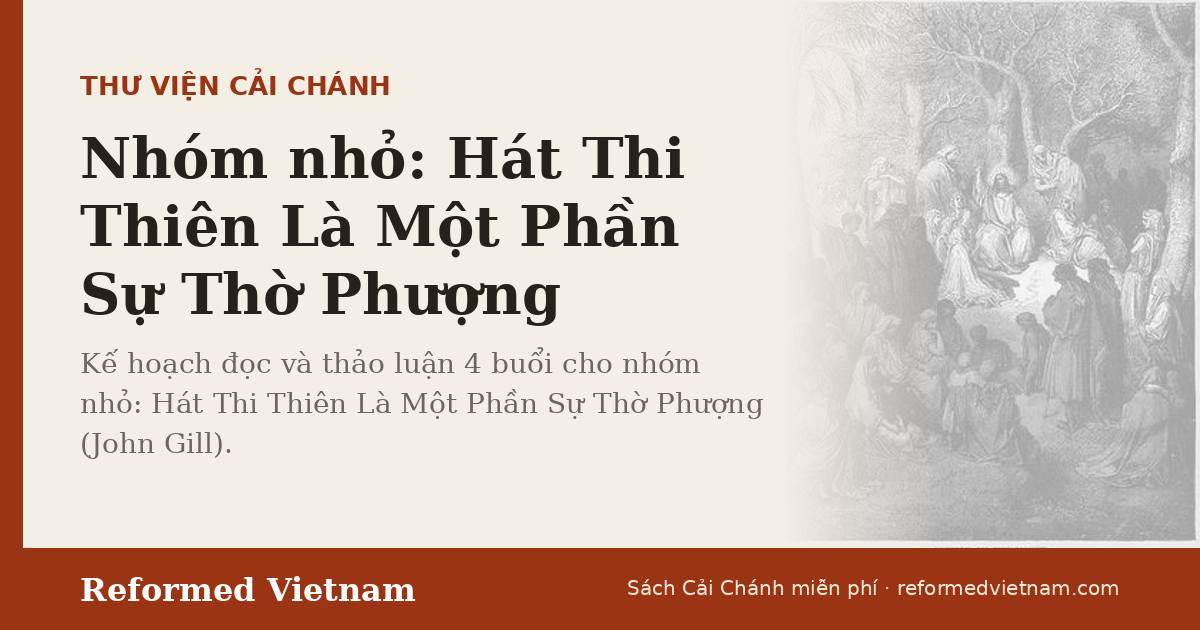 THƯ VIỆN CẢI CHÁNH
Nhóm nhỏ: Hát Thi
Thiên Là Một Phần
Sự Thờ Phượng
Kế hoạch đọc và thảo luận 4 buổi cho nhóm
nhỏ: Hát Thi Thiên Là Một Phần Sự Thờ Phượng
(John Gill).
Reformed Vietnam
Sách Cải Chánh miễn phí · reformedvietnam.com